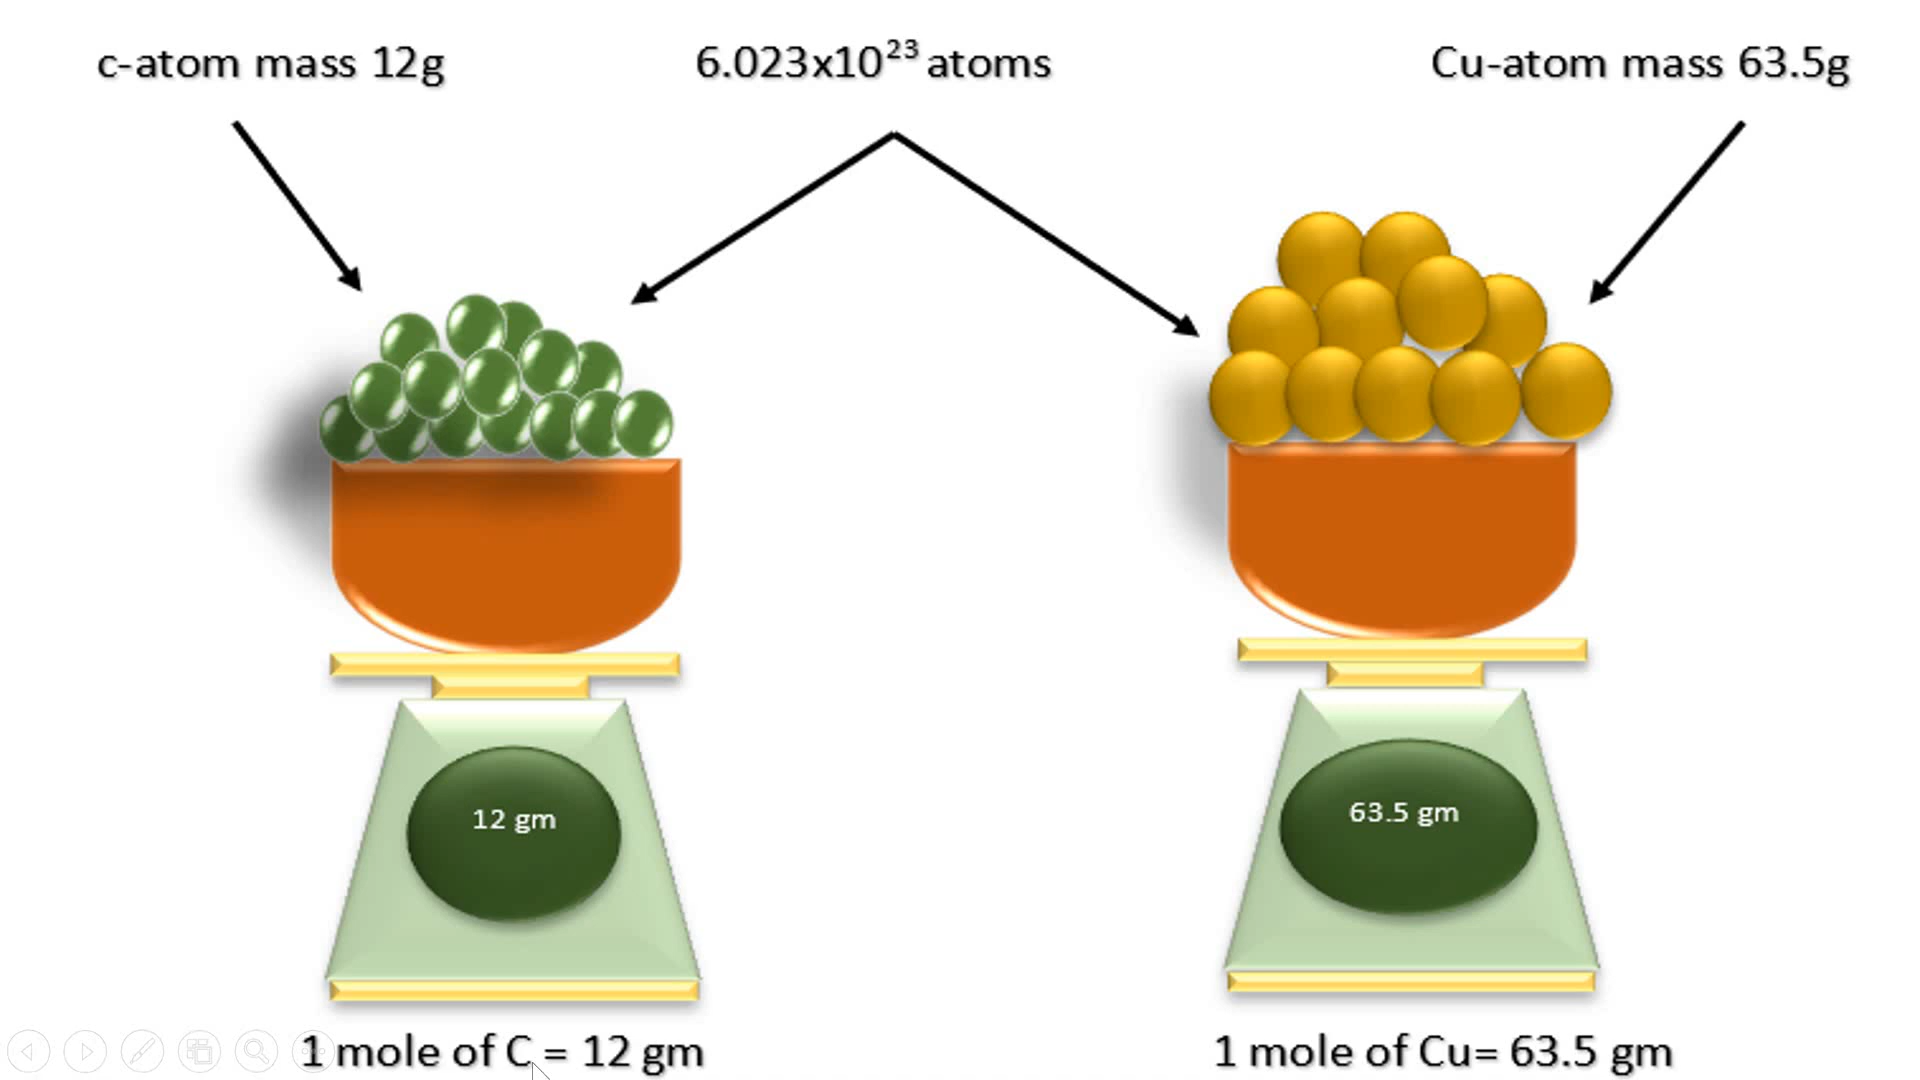 c-atom mass 12g
6.023x10²³ atoms
Cu-atom mass 63.5g
12 gm
63.5 gm
1 mole of C = 12 gm
1 mole of Cu= 63.5 gm